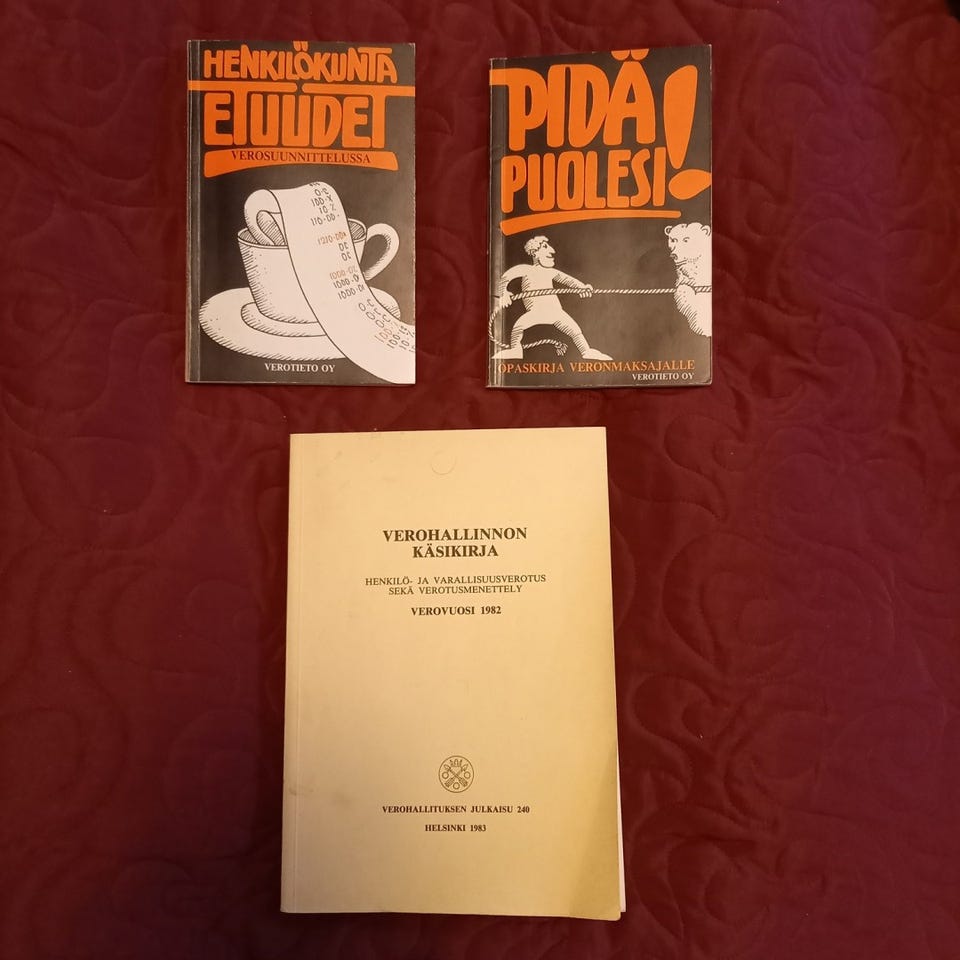 HENKILÖKUNTA
ETUUDET
VEROSUUNNITTELUSSA
VEROTIETO OY
PIDÄ
PUOLESI!
OPASKIRJA VERONMAKSAJALLE
VEROTIETO OY
VEROHALLINNON
KÄSIKIRJA
HENKILÖ- JA VARALLISUUSVEROTUS
SEKÄ VEROTUSMENETTELY
VEROVUOSI 1982
VEROHALLITUKSEN JULKAISU 240
HELSINKI 1983